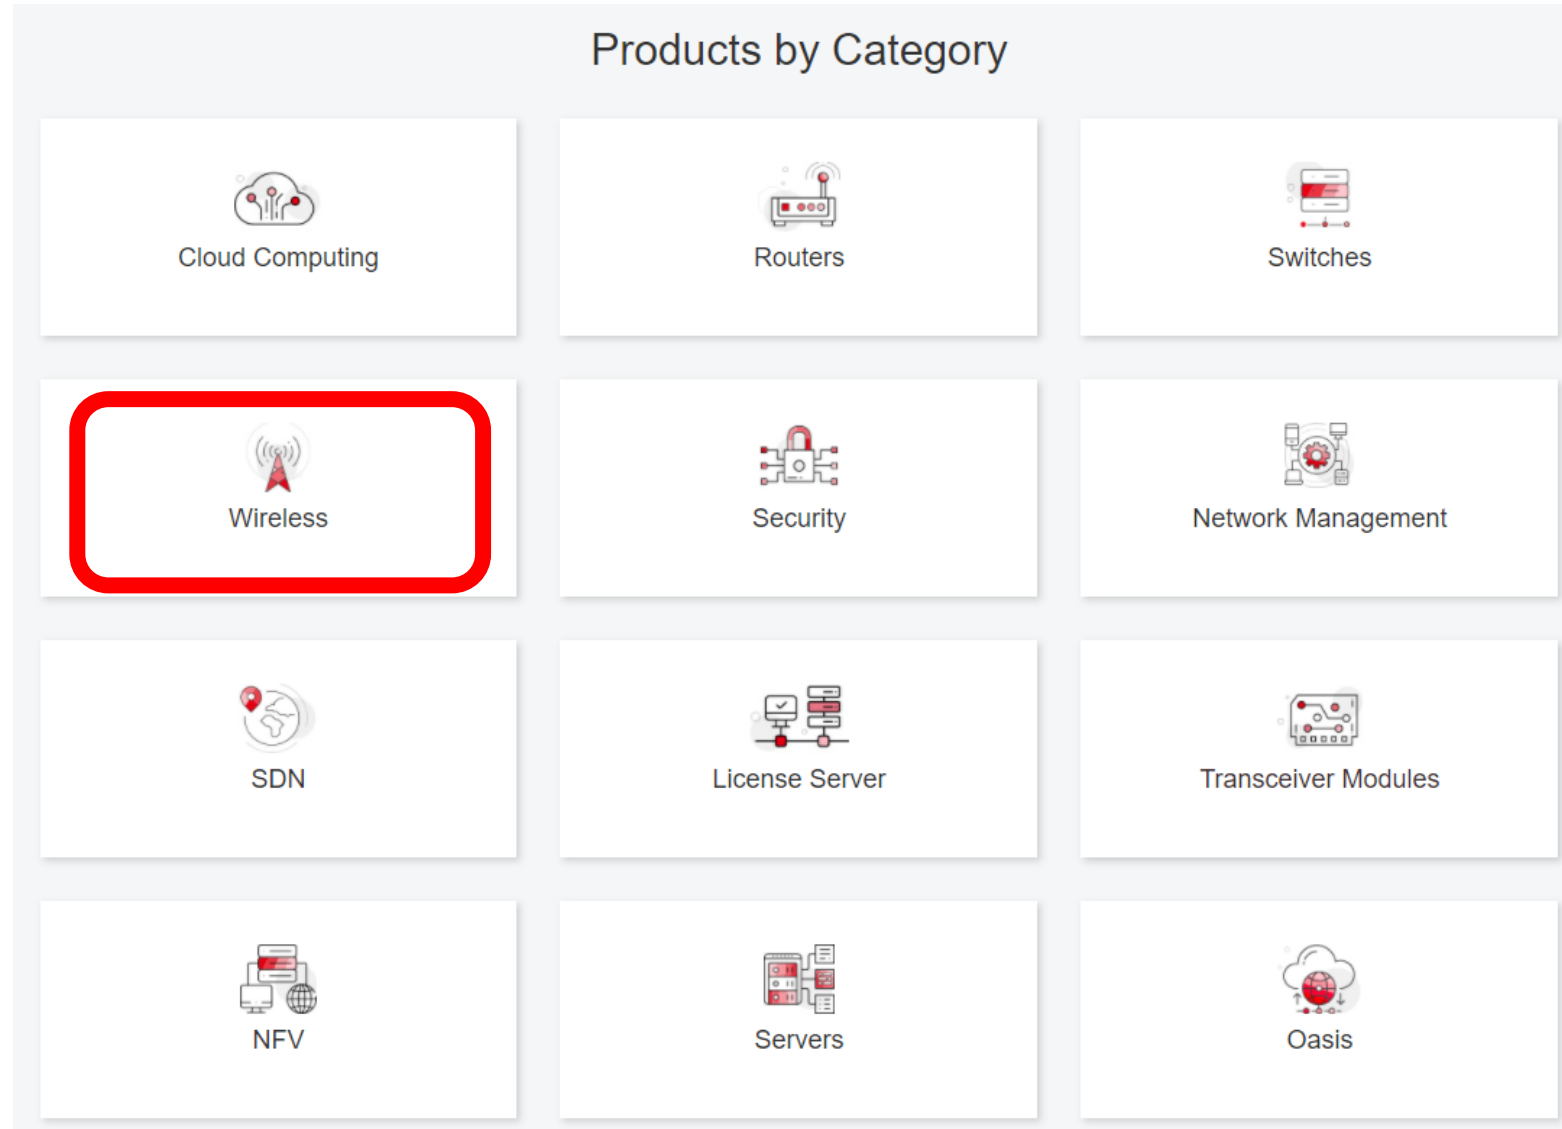 Products by Category
Cloud Computing
Routers
Switches
Wireless
Security
Network Management
SDN
License Server
Transceiver Modules
NFV
Servers
Oasis